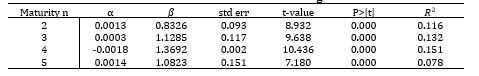 Maturity n α β std err t-value P>|t| R²
2 0.0013 0.8326 0.093 8.932 0.000 0.116
3 0.0003 1.1285 0.117 9.638 0.000 0.132
4 -0.0018 1.3692 0.002 10.436 0.000 0.151
5 0.0014 1.0823 0.151 7.180 0.000 0.078